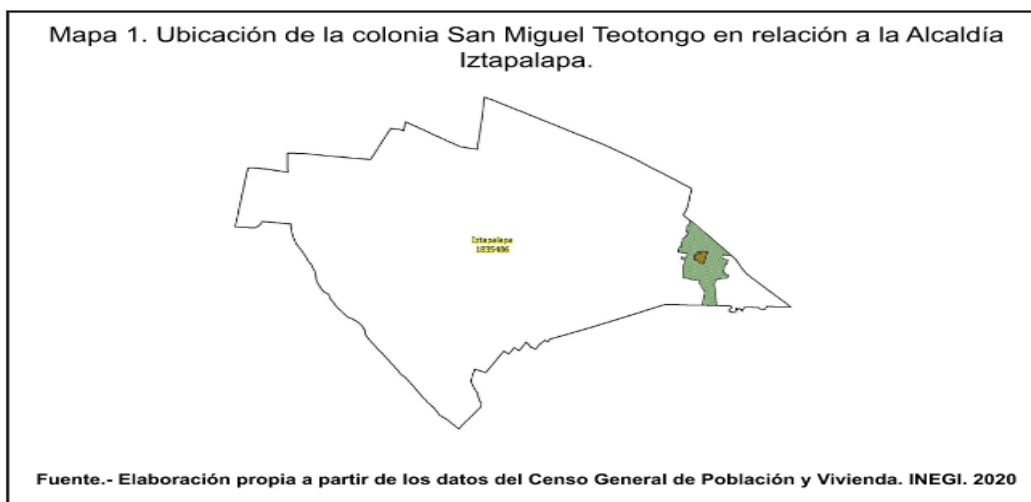 Mapa 1. Ubicación de la colonia San Miguel Teotongo en relación a la Alcaldía
Iztapalapa.
Iztapalapa
1835486
Fuente.- Elaboración propia a partir de los datos del Censo General de Población y Vivienda. INEGI. 2020